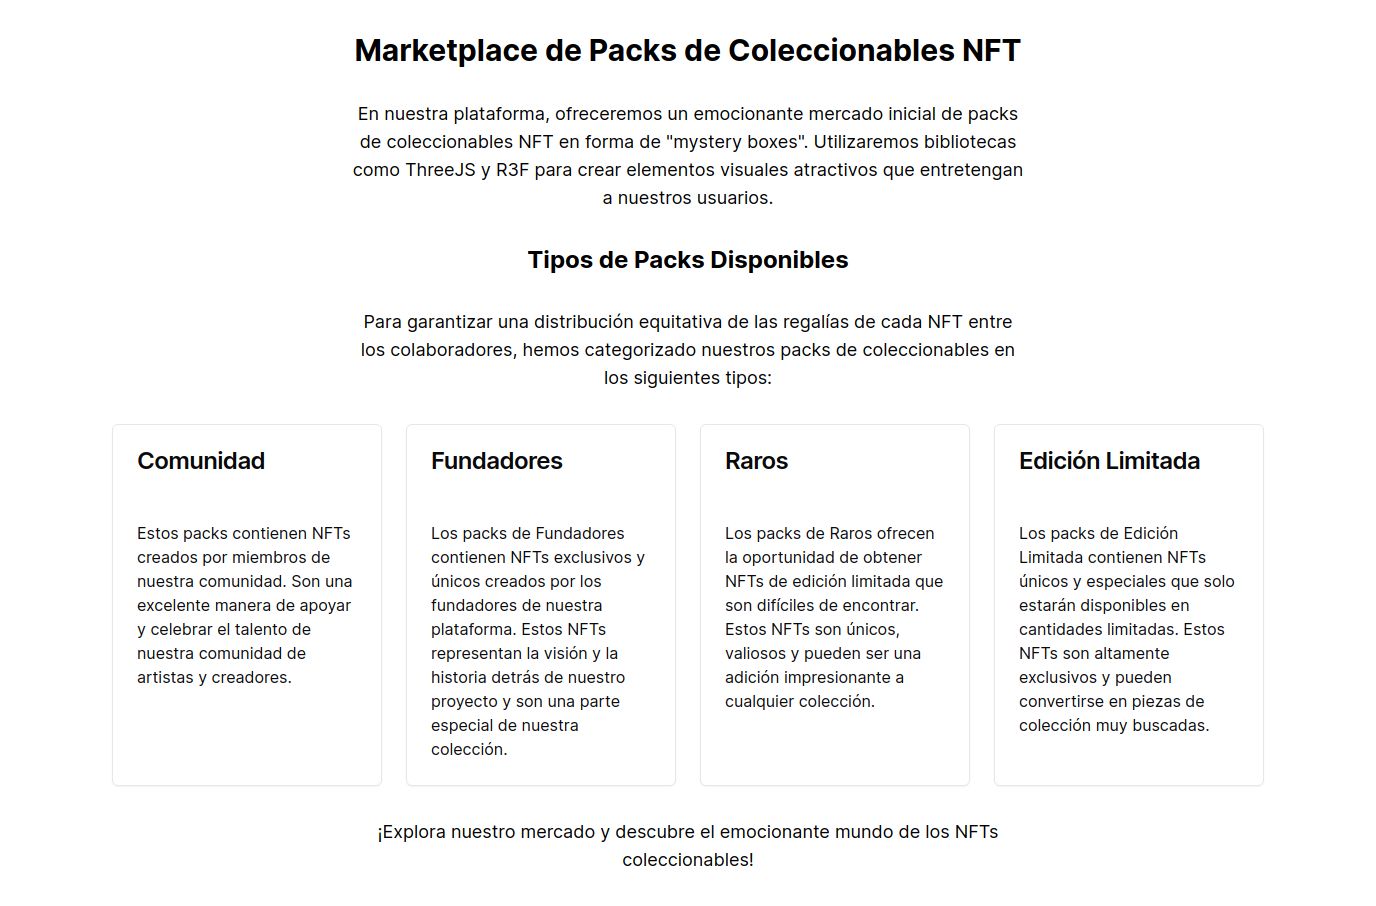 Marketplace de Packs de Coleccionables NFT
En nuestra plataforma, ofreceremos un emocionante mercado inicial de packs
de coleccionables NFT en forma de "mystery boxes". Utilizaremos bibliotecas
como ThreeJS y R3F para crear elementos visuales atractivos que entretengan
a nuestros usuarios.
Tipos de Packs Disponibles
Para garantizar una distribución equitativa de las regalías de cada NFT entre
los colaboradores, hemos categorizado nuestros packs de coleccionables en
los siguientes tipos:
Comunidad
Estos packs contienen NFTs
creados por miembros de
nuestra comunidad. Son una
excelente manera de apoyar
y celebrar el talento de
nuestra comunidad de
artistas y creadores.
Fundadores
Los packs de Fundadores
contienen NFTs exclusivos y
únicos creados por los
fundadores de nuestra
plataforma. Estos NFTs
representan la visión y la
historia detrás de nuestro
proyecto y son una parte
especial de nuestra
colección.
Raros
Los packs de Raros ofrecen
la oportunidad de obtener
NFTs de edición limitada que
son difíciles de encontrar.
Estos NFTs son únicos,
valiosos y pueden ser una
adición impresionante a
cualquier colección.
Edición Limitada
Los packs de Edición
Limitada contienen NFTs
únicos y especiales que solo
estarán disponibles en
cantidades limitadas. Estos
NFTs son altamente
exclusivos y pueden
convertirse en piezas de
colección muy buscadas.
¡Explora nuestro mercado y descubre el emocionante mundo de los NFTs
coleccionables!